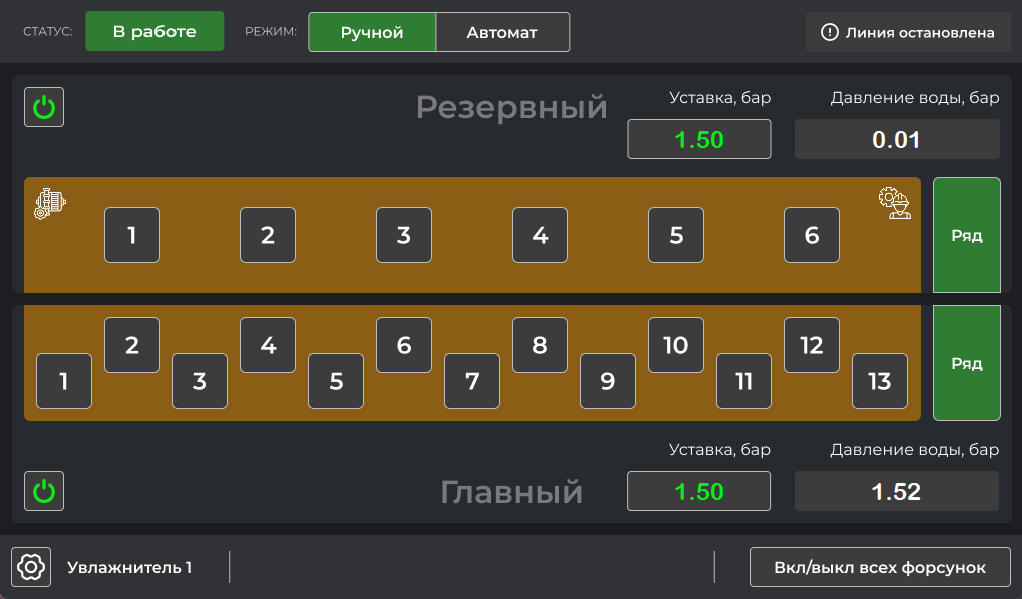 СТАТУС: В работе РЕЖИМ: Ручной Автомат Линия остановлена
Резервный
Уставка, бар Давление воды, бар
1.50 0.01
1 2 3 4 5 6 Ряд
2 4 6 8 10 12
1 3 5 7 9 11 13
Ряд
Уставка, бар Давление воды, бар
Главный 1.50 1.52
Увлажнитель 1 Вкл/выкл всех форсунок